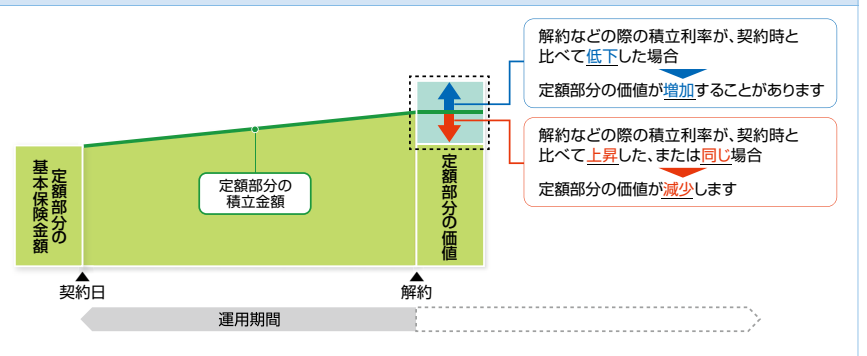 解約などの際の積立利率が、契約時と
比べて低下した場合
定額部分の価値が増加することがあります
解約などの際の積立利率が、契約時と
比べて上昇した、または同じ場合
定額部分の価値が減少します
定額部分の
基本保険金額
定額部分の
積立金額
定額部分の価値
契約日
解約
運用期間